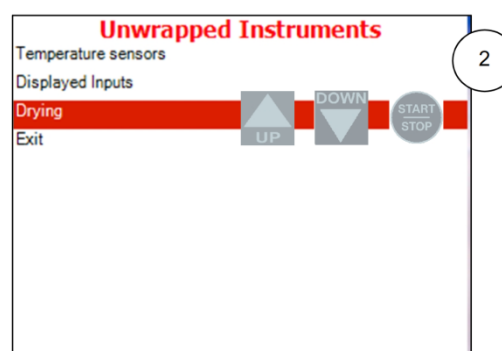 Unwrapped Instruments
Temperature sensors
2
Displayed Inputs
Drying
DOWN
START
STOP
UP
Exit